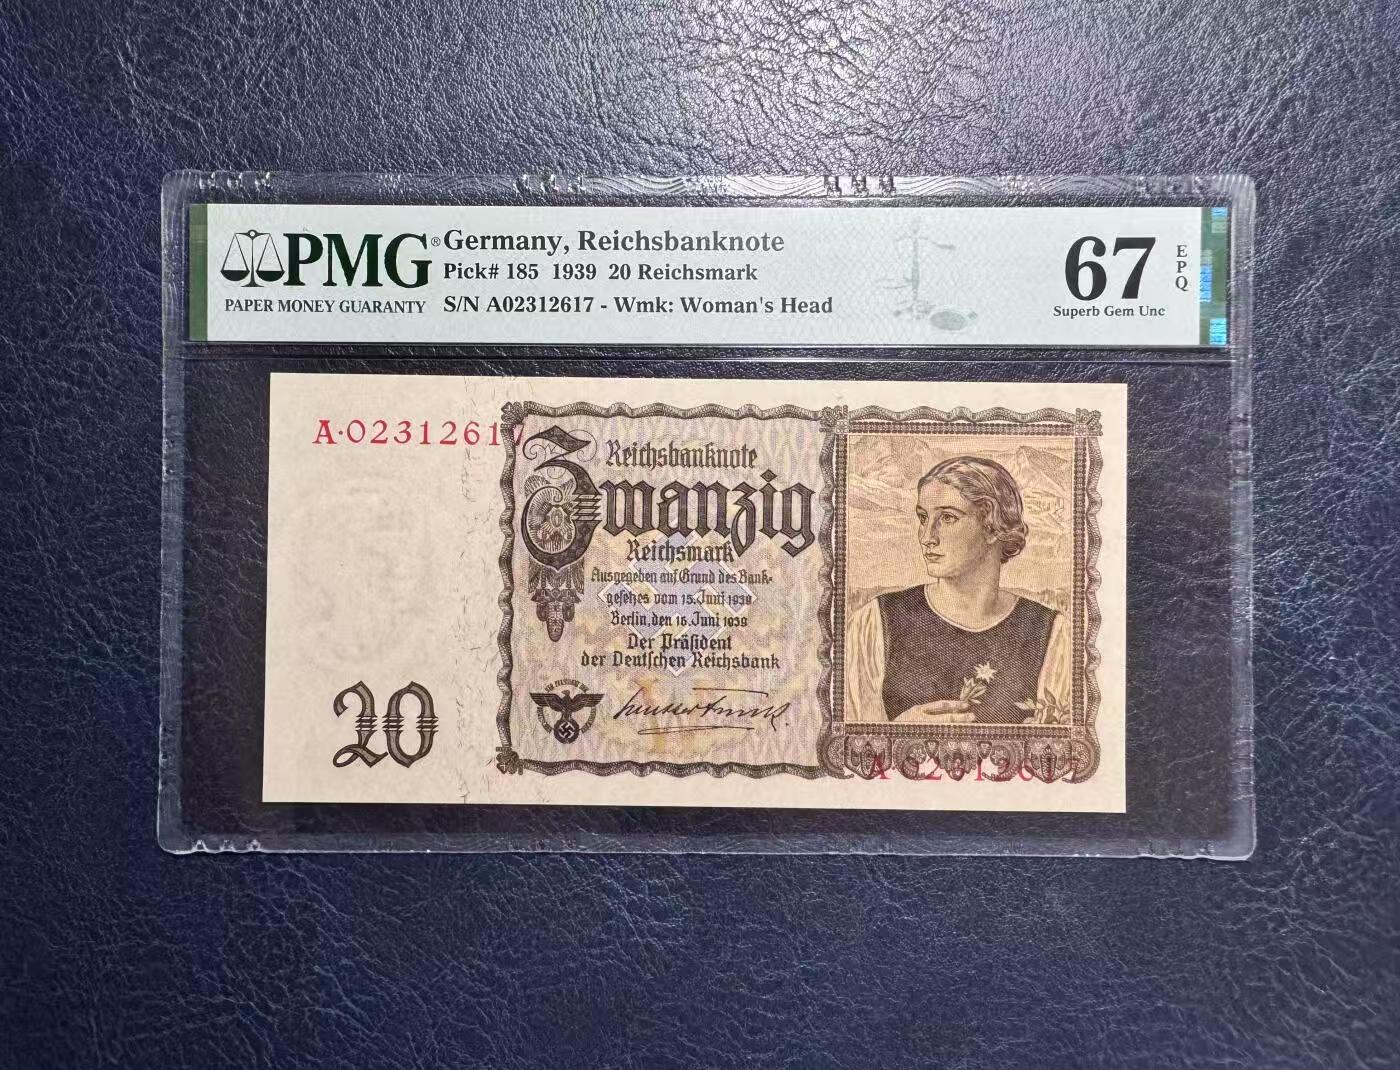 PMG®
PAPER MONEY GUARANTY
Germany, Reichsbanknote
Pick# 185 1939 20 Reichsmark
S/N A02312617 - Wmk: Woman's Head
67
EPQ
Superb Gem Unc
A·02312617
Reichsbanknote
Zwanzig
Reichsmark
Ausgegeben auf Grund des Bank-
gesetzes vom 15. Juni 1939
Berlin, den 16. Juni 1939
Der Präsident
der Deutschen Reichsbank
20
A·02312617